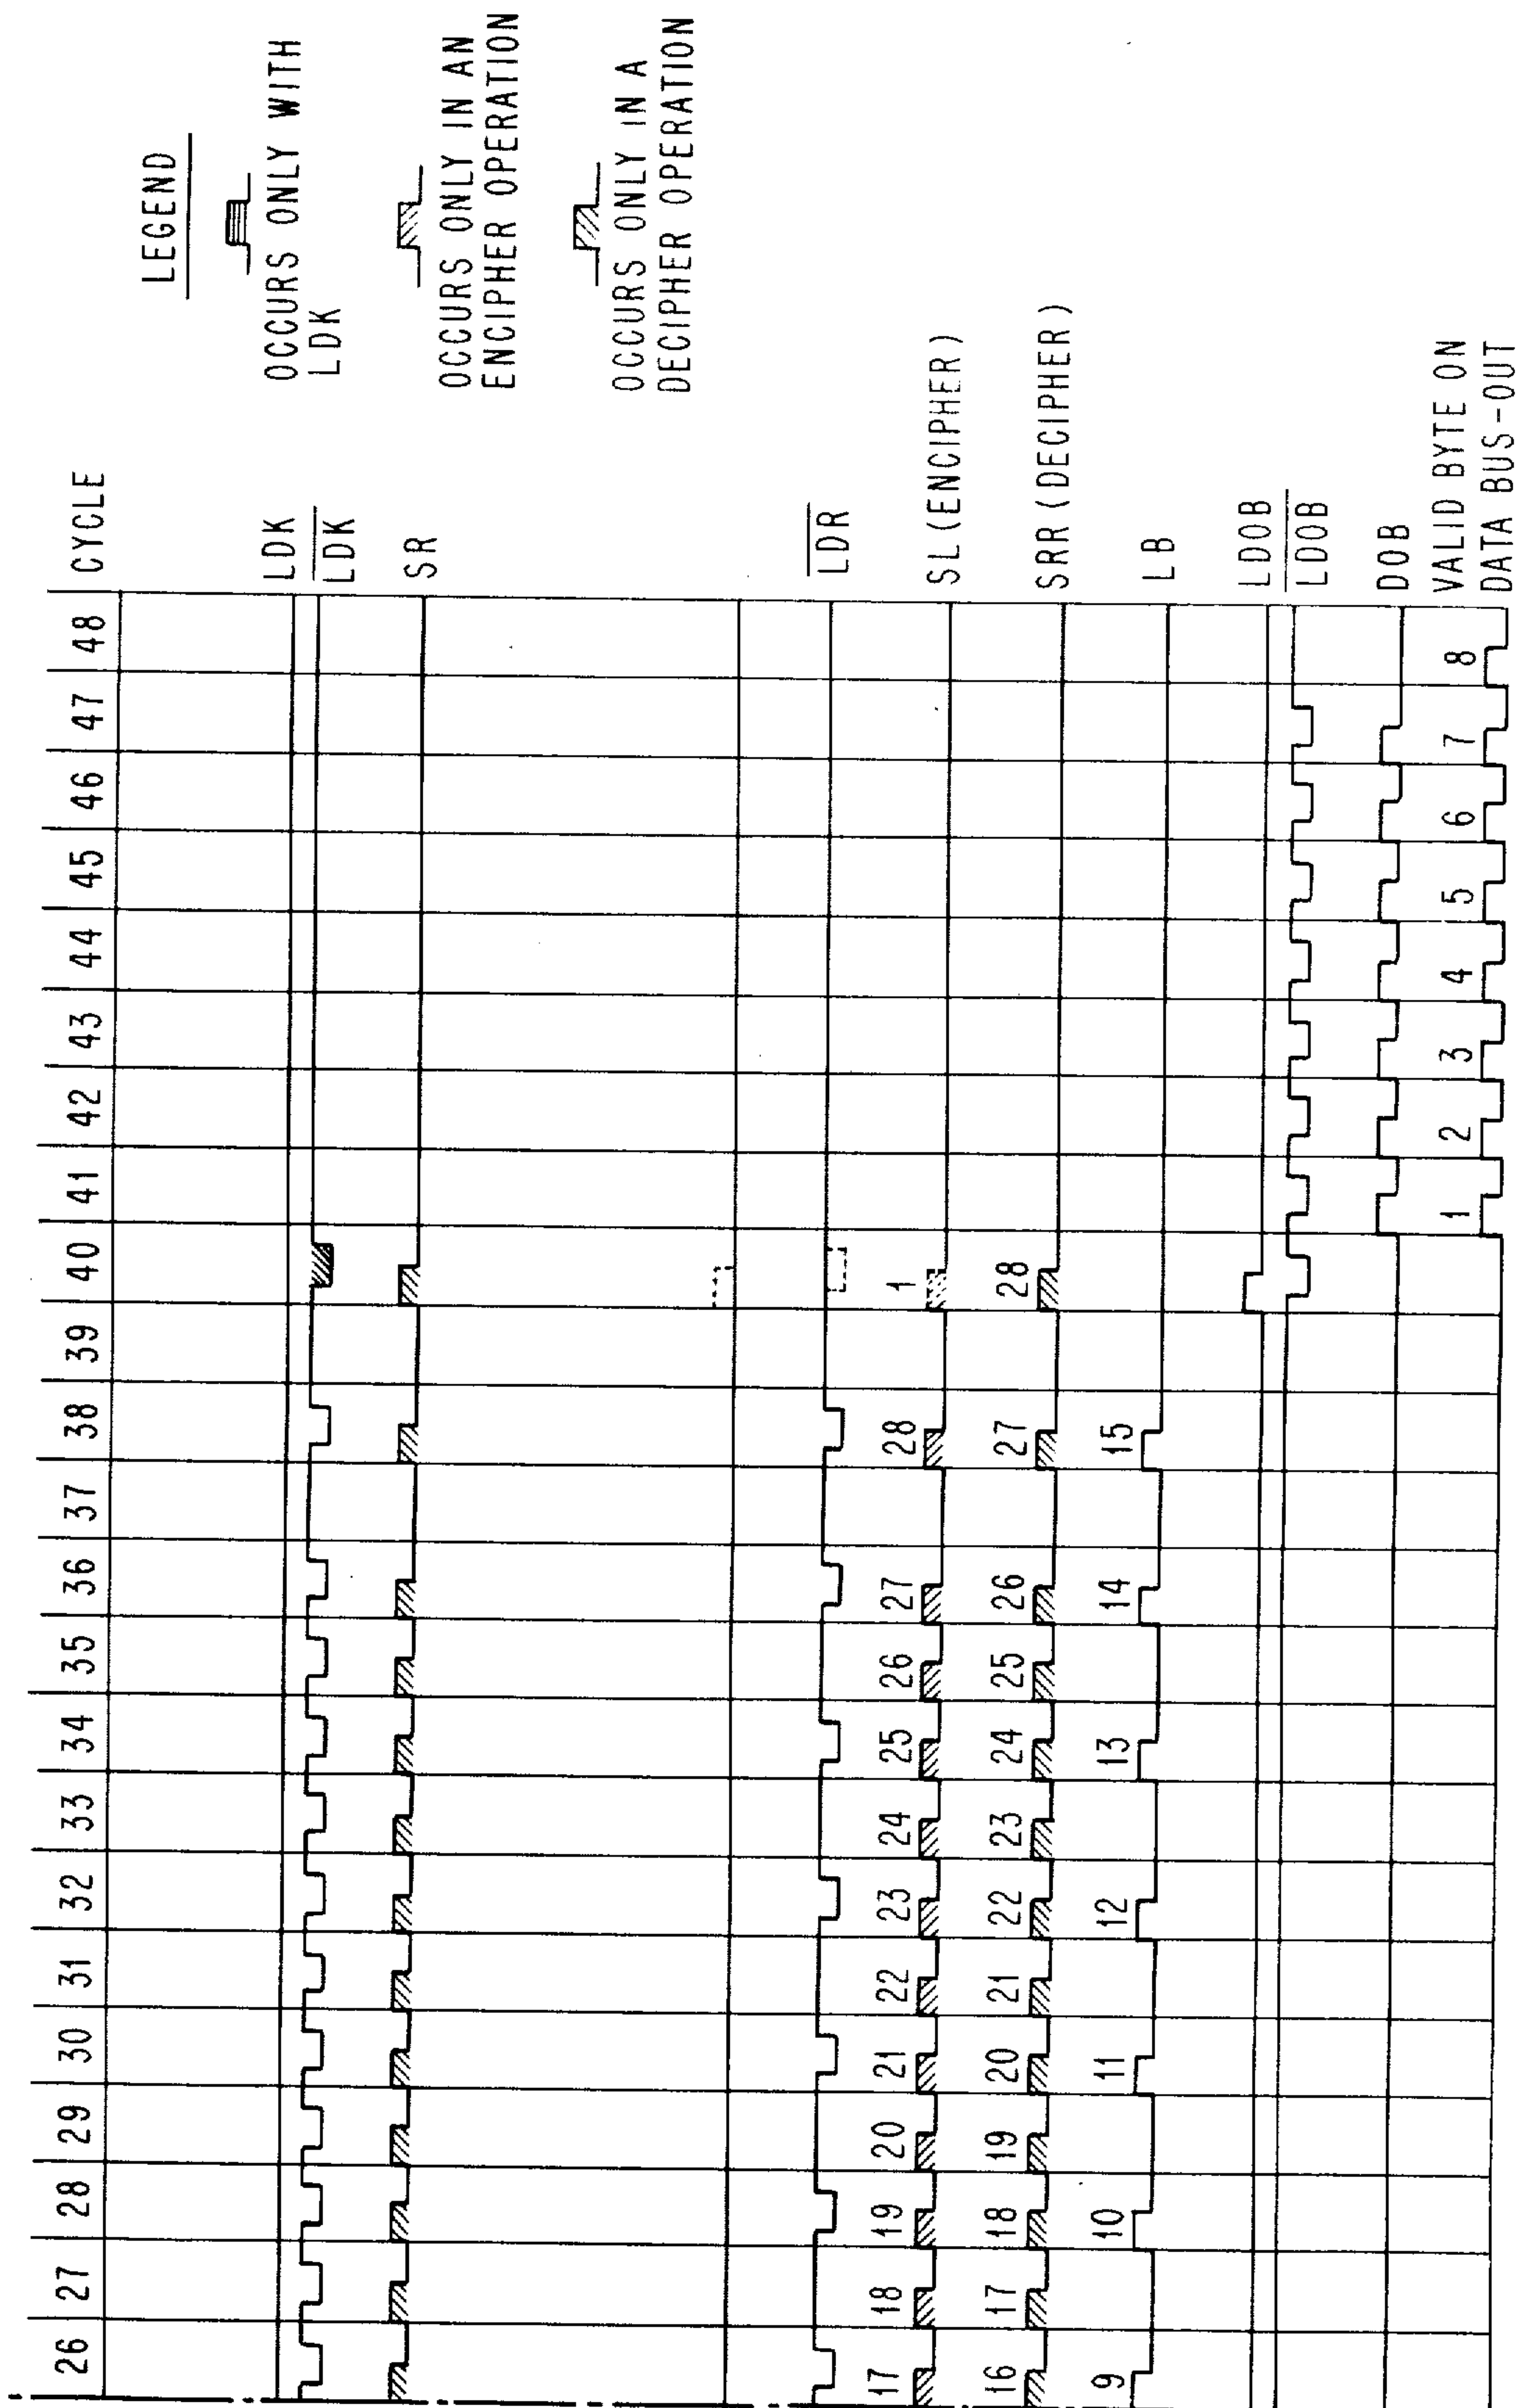 CYCLE
26 27 28 29 30 31 32 33 34 35 36 37 38 39 40 41 42 43 44 45 46 47 48
LDK
LDK
SR
LDR
17 18 19 20 21 22 23 24 25 26 27 28 1
SL (ENCIPHER)
16 17 18 19 20 21 22 23 24 25 26 27 28
SRR (DECIPHER)
9 10 11 12 13 14 15
LB
LDOB
LDOB
DOB
1 2 3 4 5 6 7 8
VALID BYTE ON
DATA BUS-OUT
LEGEND
OCCURS ONLY WITH
LDK
OCCURS ONLY IN AN
ENCIPHER OPERATION
OCCURS ONLY IN A
DECIPHER OPERATION